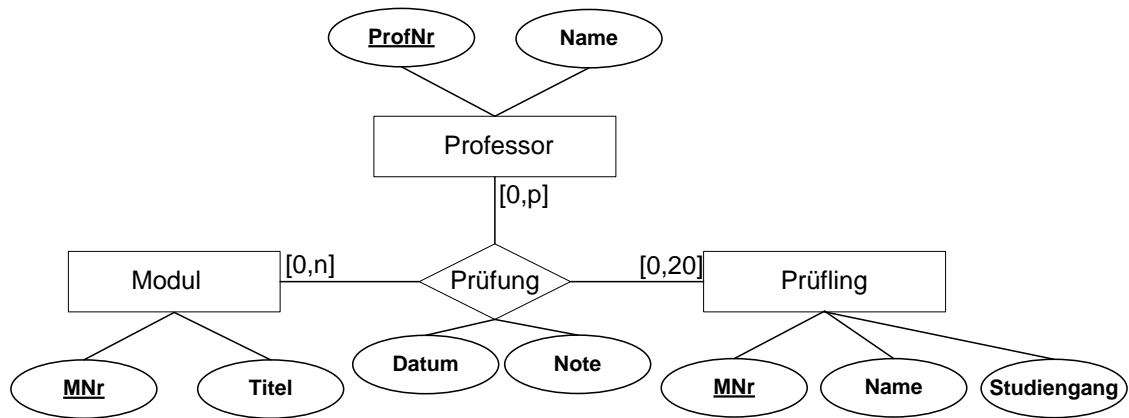 ProfNr
Name
Professor
[0,p]
Modul
[0,n]
Prüfung
[0,20]
Prüfling
MNr
Titel
Datum
Note
MNr
Name
Studiengang